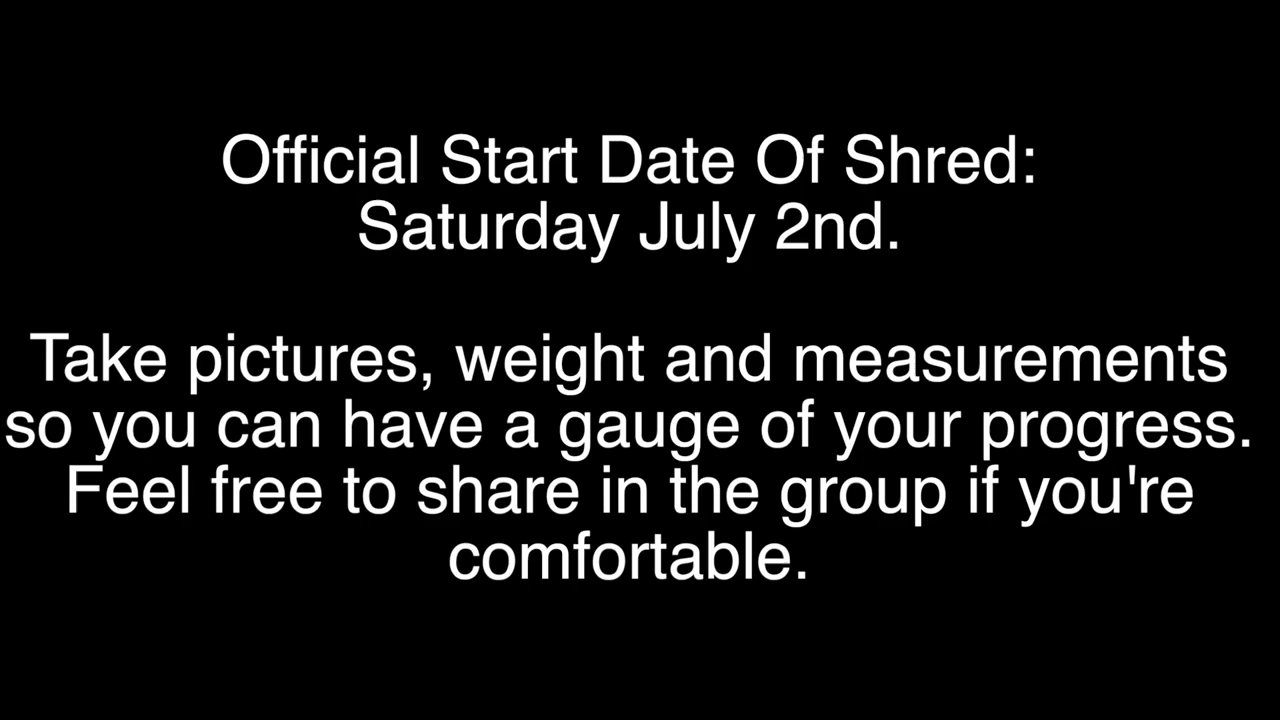 Official Start Date Of Shred:
Saturday July 2nd.
Take pictures, weight and measurements
so you can have a gauge of your progress.
Feel free to share in the group if you're
comfortable.